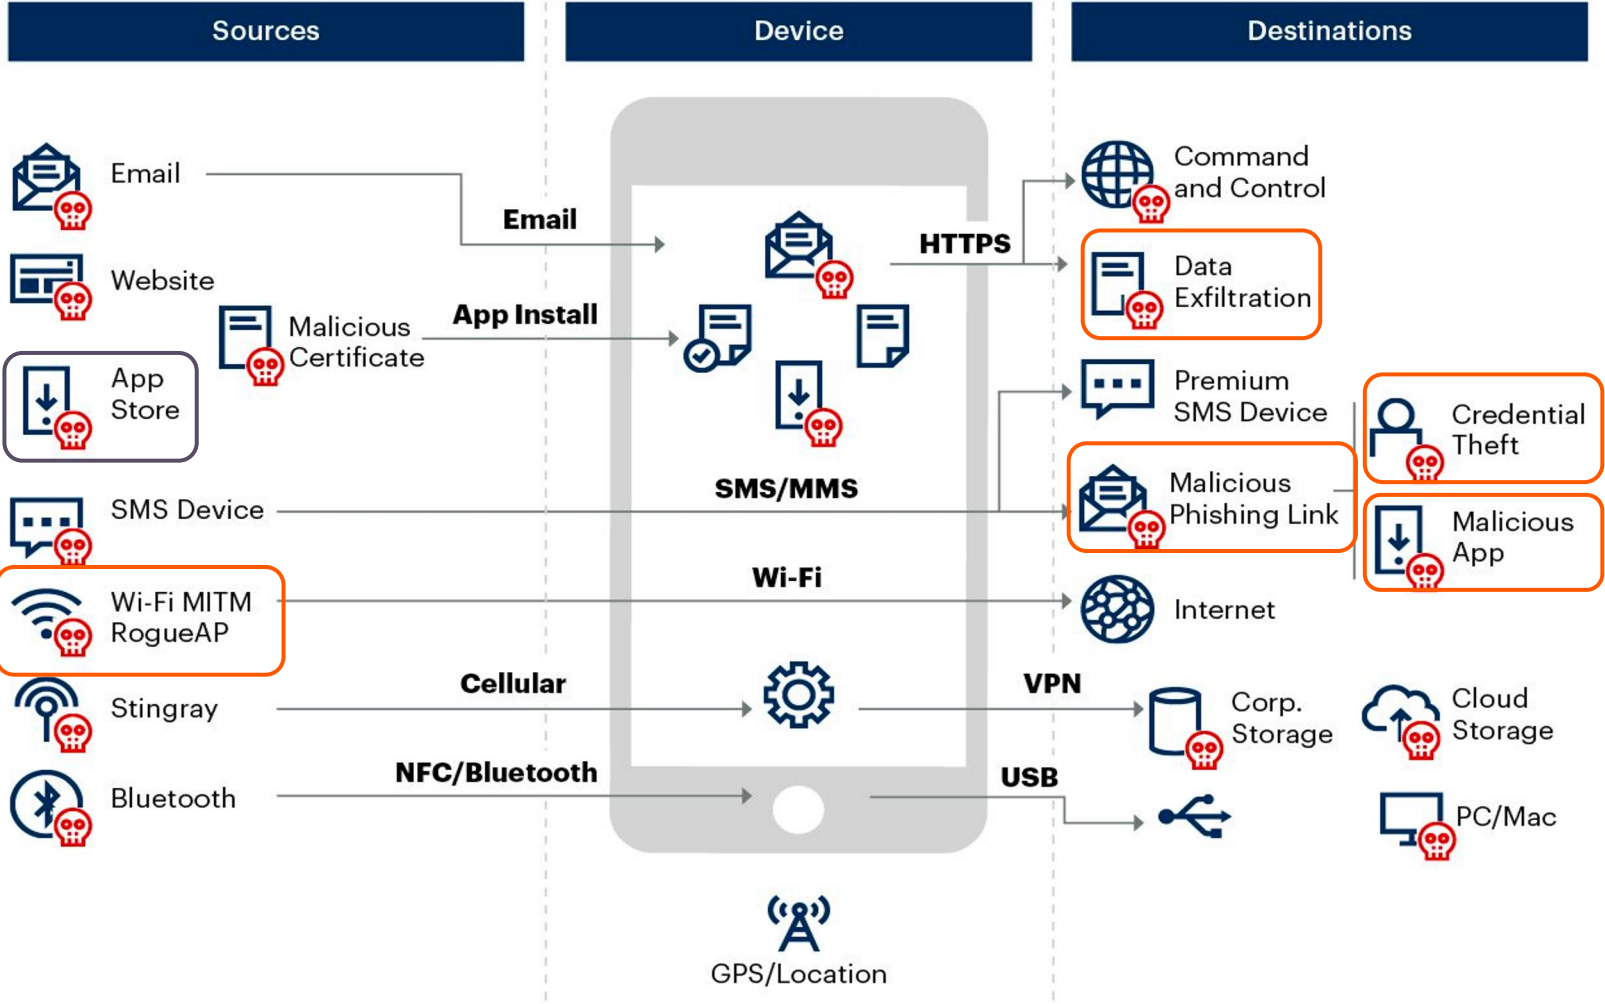 Sources
Device
Destinations
Email
Website
Malicious
Certificate
App
Store
SMS Device
Wi-Fi MITM
RogueAP
Stingray
Bluetooth
Email
App Install
SMS/MMS
Wi-Fi
Cellular
NFC/Bluetooth
GPS/Location
HTTPS
VPN
USB
Command
and Control
Data
Exfiltration
Premium
SMS Device
Credential
Theft
Malicious
Phishing Link
Malicious
App
Internet
Corp.
Storage
Cloud
Storage
PC/Mac